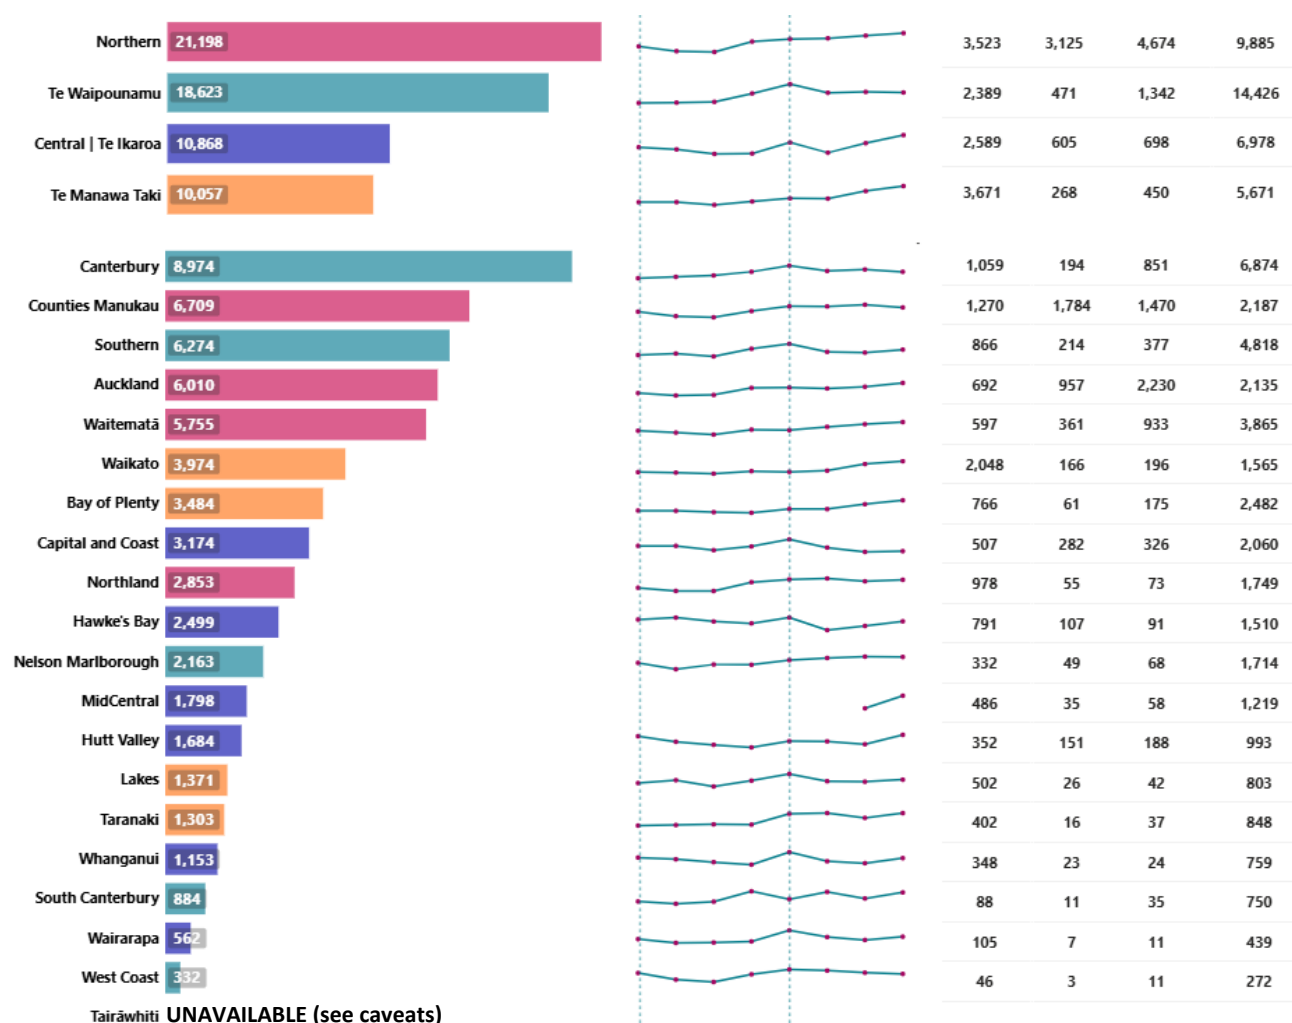 Northern 21,198 3,523 3,125 4,674 9,885
Te Waipounamu 18,623 2,389 471 1,342 14,426
Central | Te Ikaroa 10,868 2,589 605 698 6,978
Te Manawa Taki 10,057 3,671 268 450 5,671
Canterbury 8,974 1,059 194 851 6,874
Counties Manukau 6,709 1,270 1,784 1,470 2,187
Southern 6,274 866 214 377 4,818
Auckland 6,010 692 957 2,230 2,135
Waitematā 5,755 597 361 933 3,865
Waikato 3,974 2,048 166 196 1,565
Bay of Plenty 3,484 766 61 175 2,482
Capital and Coast 3,174 507 282 326 2,060
Northland 2,853 978 55 73 1,749
Hawke's Bay 2,499 791 107 91 1,510
Nelson Marlborough 2,163 332 49 68 1,714
MidCentral 1,798 486 35 58 1,219
Hutt Valley 1,684 352 151 188 993
Lakes 1,371 502 26 42 803
Taranaki 1,303 402 16 37 848
Whanganui 1,153 348 23 24 759
South Canterbury 884 88 11 35 750
Wairarapa 562 105 7 11 439
West Coast 332 46 3 11 272
Tairāwhiti UNAVAILABLE (see caveats)